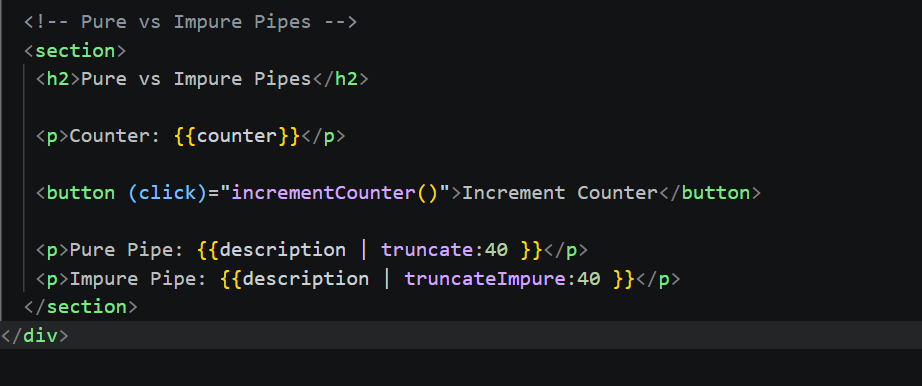 <!-- Pure vs Impure Pipes -->
<section>
<h2>Pure vs Impure Pipes</h2>
<p>Counter: {{counter}}</p>
<button (click)="incrementCounter()">Increment Counter</button>
<p>Pure Pipe: {{description | truncate:40 }}</p>
<p>Impure Pipe: {{description | truncateImpure:40 }}</p>
</section>
</div>